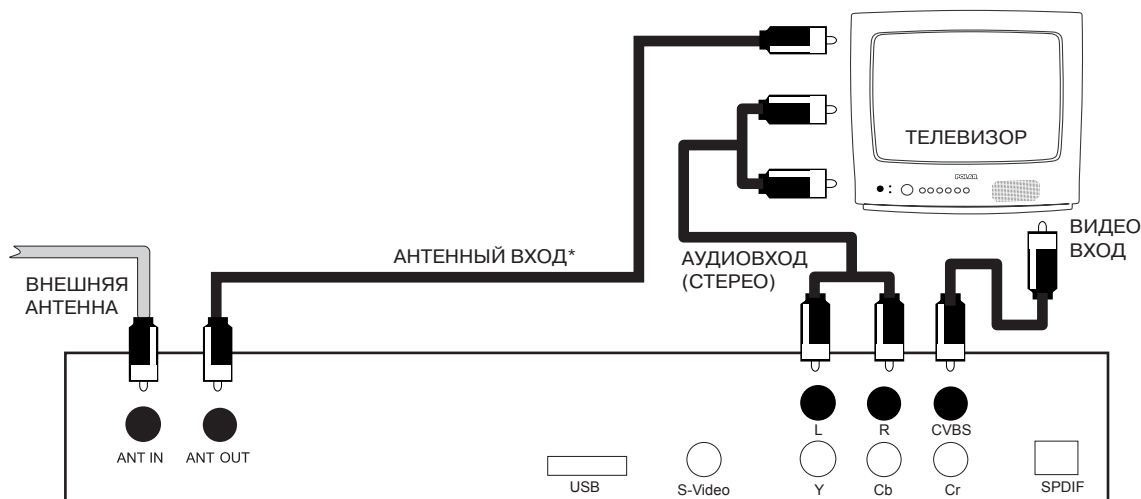 ТЕЛЕВИЗОР
POLAR
ВИДЕО
ВХОД
АНТЕННЫЙ ВХОД*
АУДИОВХОД
(СТЕРЕО)
ВНЕШНЯЯ
АНТЕННА
L R CVBS
ANT IN ANT OUT
USB S-Video Y Cb Cr SPDIF